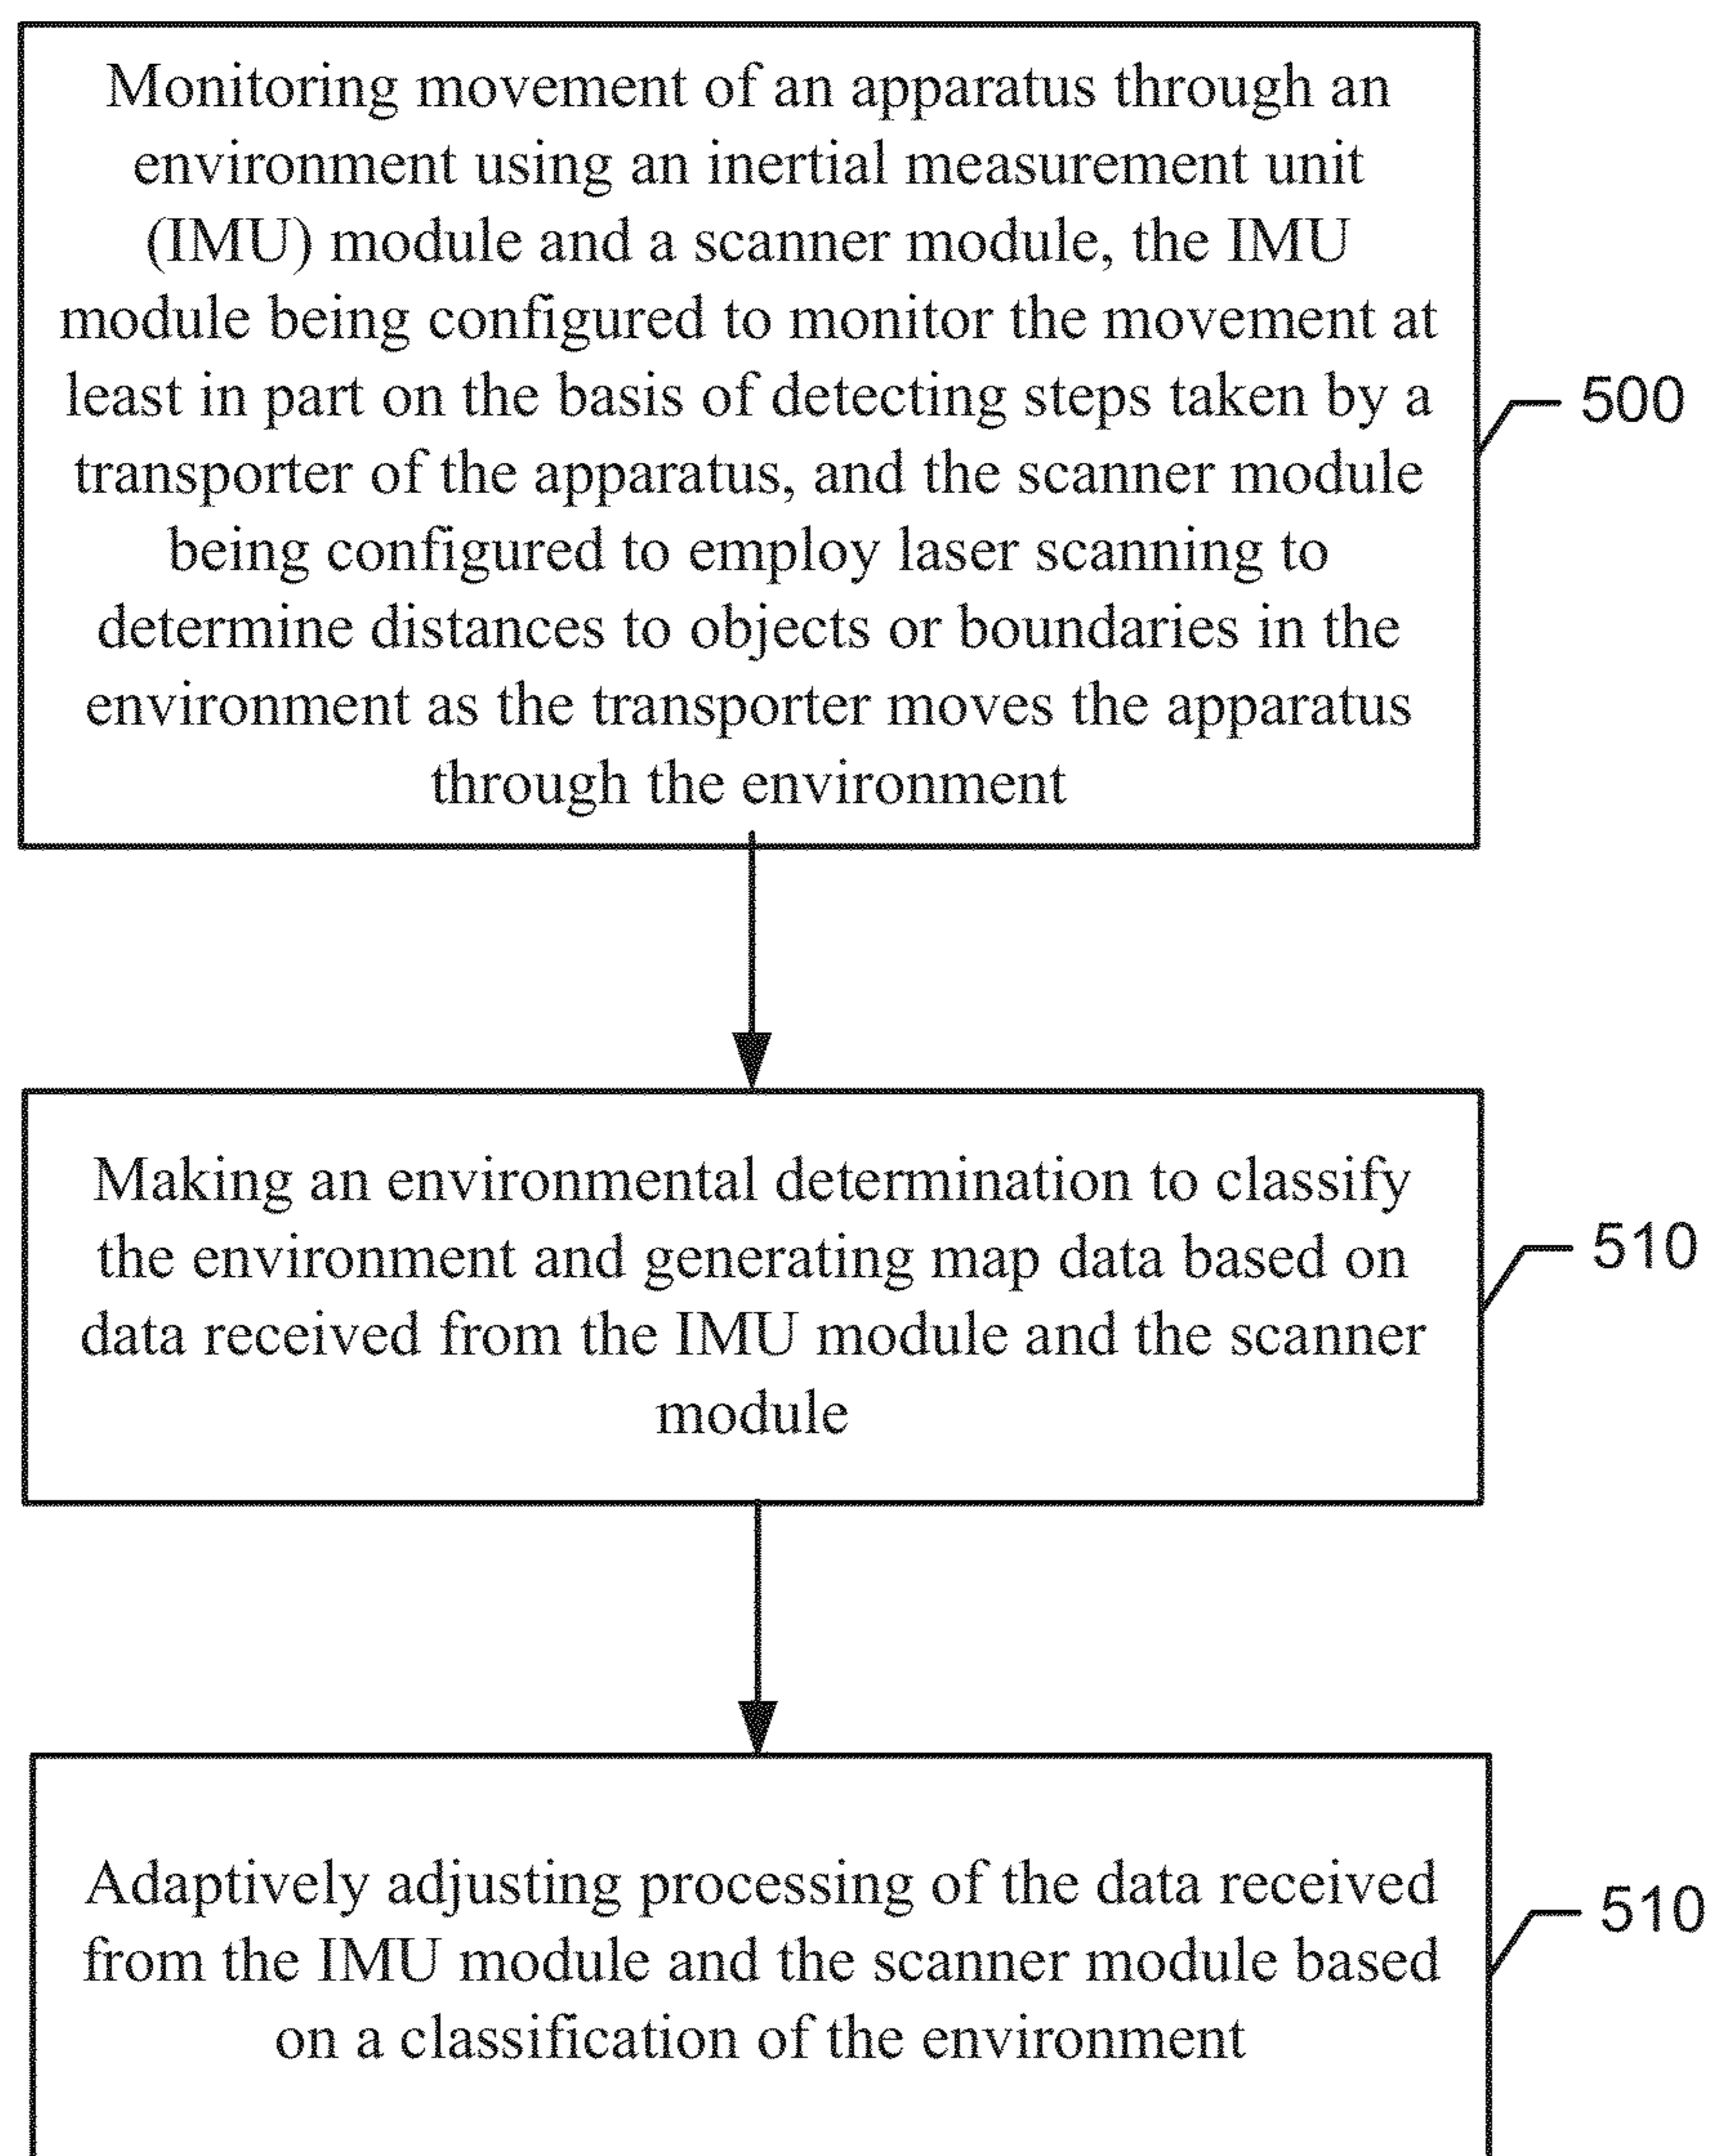 Monitoring movement of an apparatus through an
environment using an inertial measurement unit
(IMU) module and a scanner module, the IMU
module being configured to monitor the movement at
least in part on the basis of detecting steps taken by a
transporter of the apparatus, and the scanner module
being configured to employ laser scanning to
determine distances to objects or boundaries in the
environment as the transporter moves the apparatus
through the environment
500
Making an environmental determination to classify
the environment and generating map data based on
data received from the IMU module and the scanner
module
510
Adaptively adjusting processing of the data received
from the IMU module and the scanner module based
on a classification of the environment
510